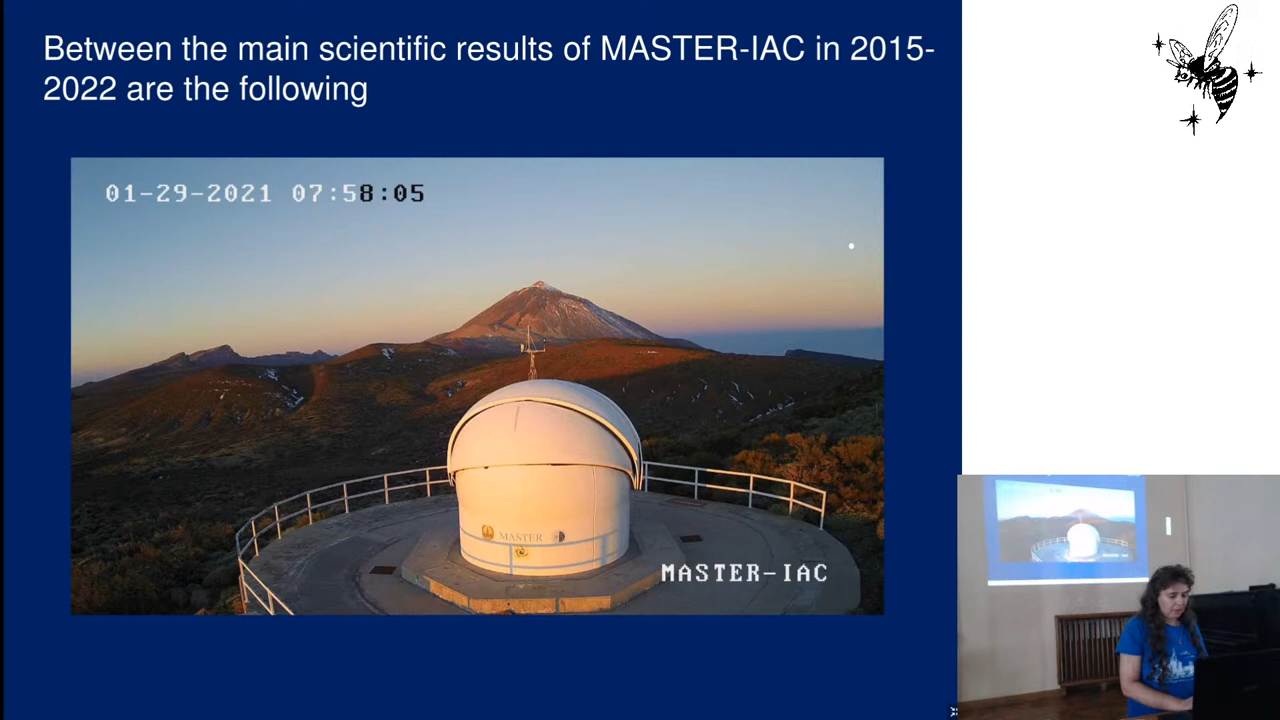 Between the main scientific results of MASTER-IAC in 2015-
2022 are the following
01-29-2021 07:58:05
MASTER
MASTER-IAC